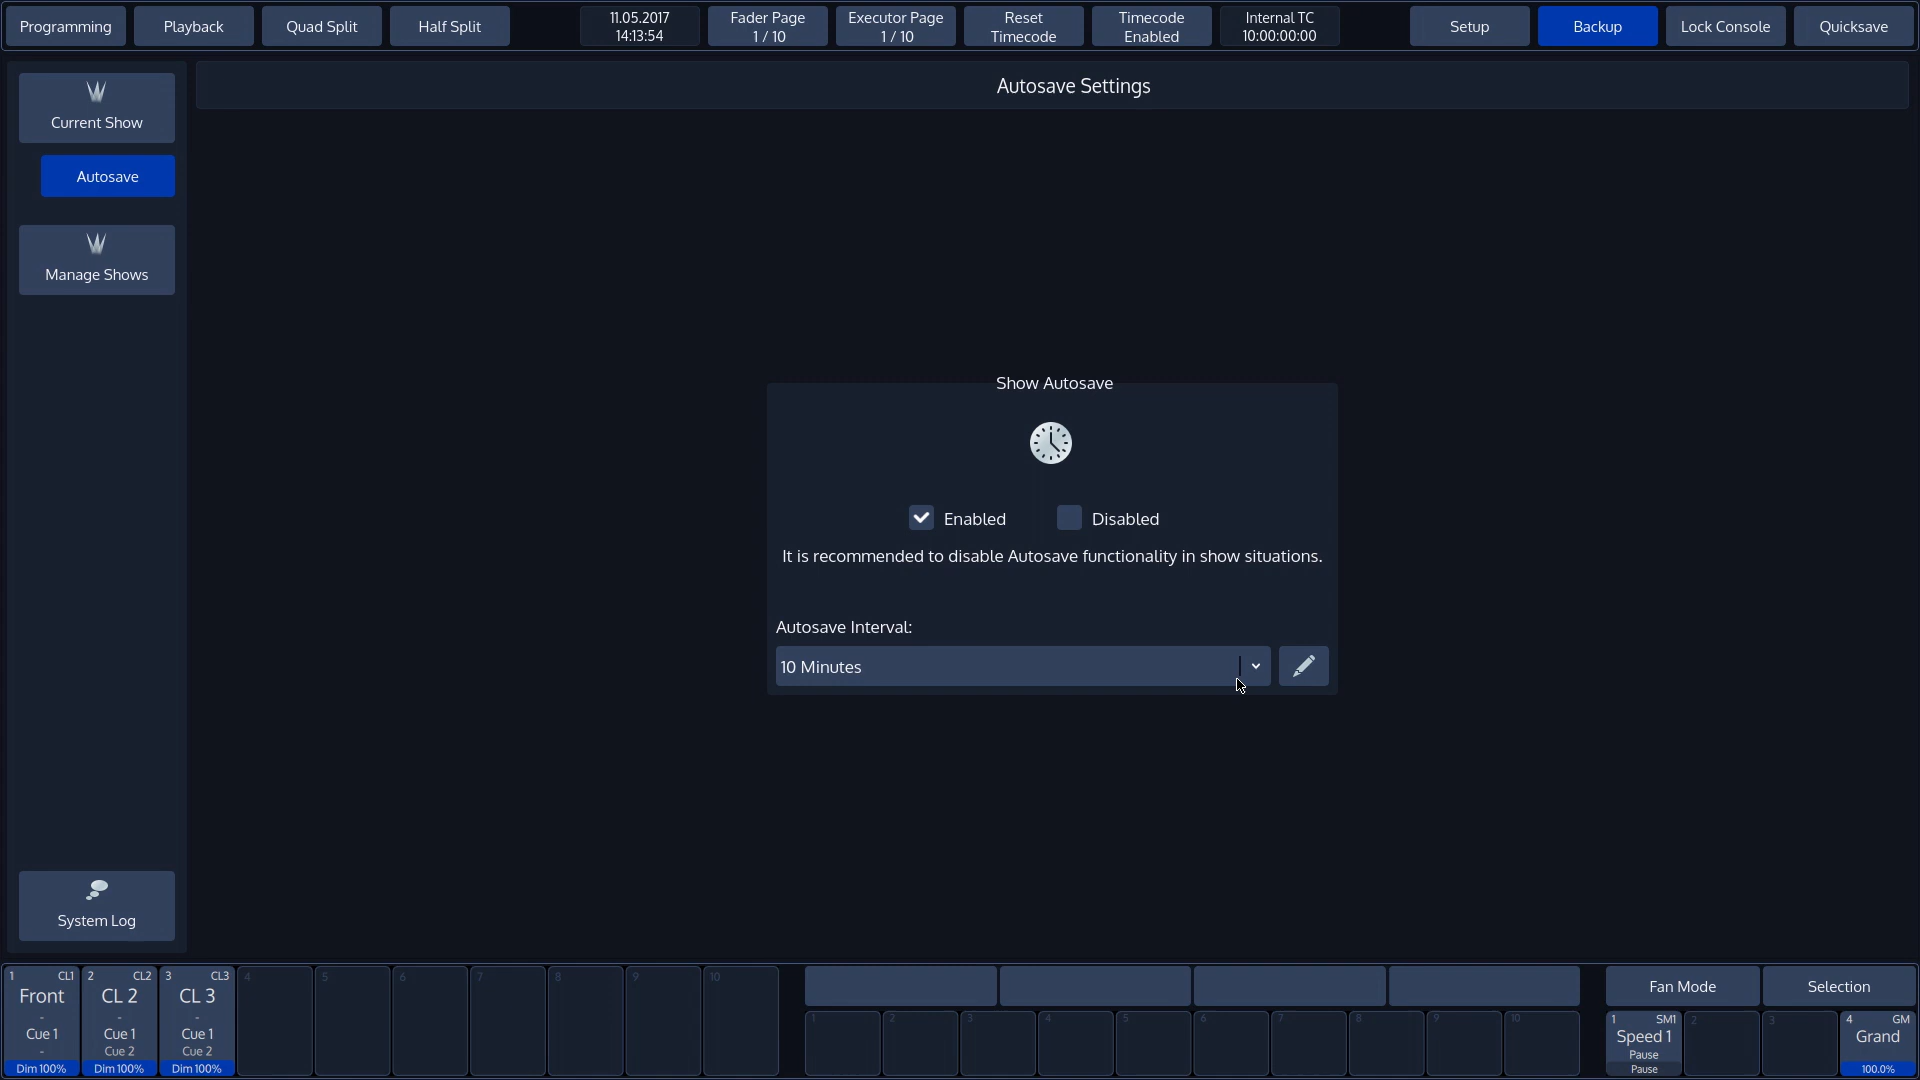 Programming
Playback
Quad Split
Half Split
11.05.2017
14:13:54
Fader Page
1 / 10
Executor Page
1 / 10
Reset
Timecode
Timecode
Enabled
Internal TC
10:00:00:00
Setup
Backup
Lock Console
Quicksave
Current Show
Autosave
Manage Shows
System Log
Autosave Settings
Show Autosave
Enabled
Disabled
It is recommended to disable Autosave functionality in show situations.
Autosave Interval:
10 Minutes
1 CL1
Front
-
Cue 1
-
Dim 100%
2 CL2
CL 2
-
Cue 1
Cue 2
Dim 100%
3 CL3
CL 3
-
Cue 1
Cue 2
Dim 100%
4
5
6
7
8
9
10
1
2
3
4
5
6
7
8
9
10
Fan Mode
Selection
1 SM1
Speed 1
Pause
Pause
2
3
4 GM
Grand
100.0%